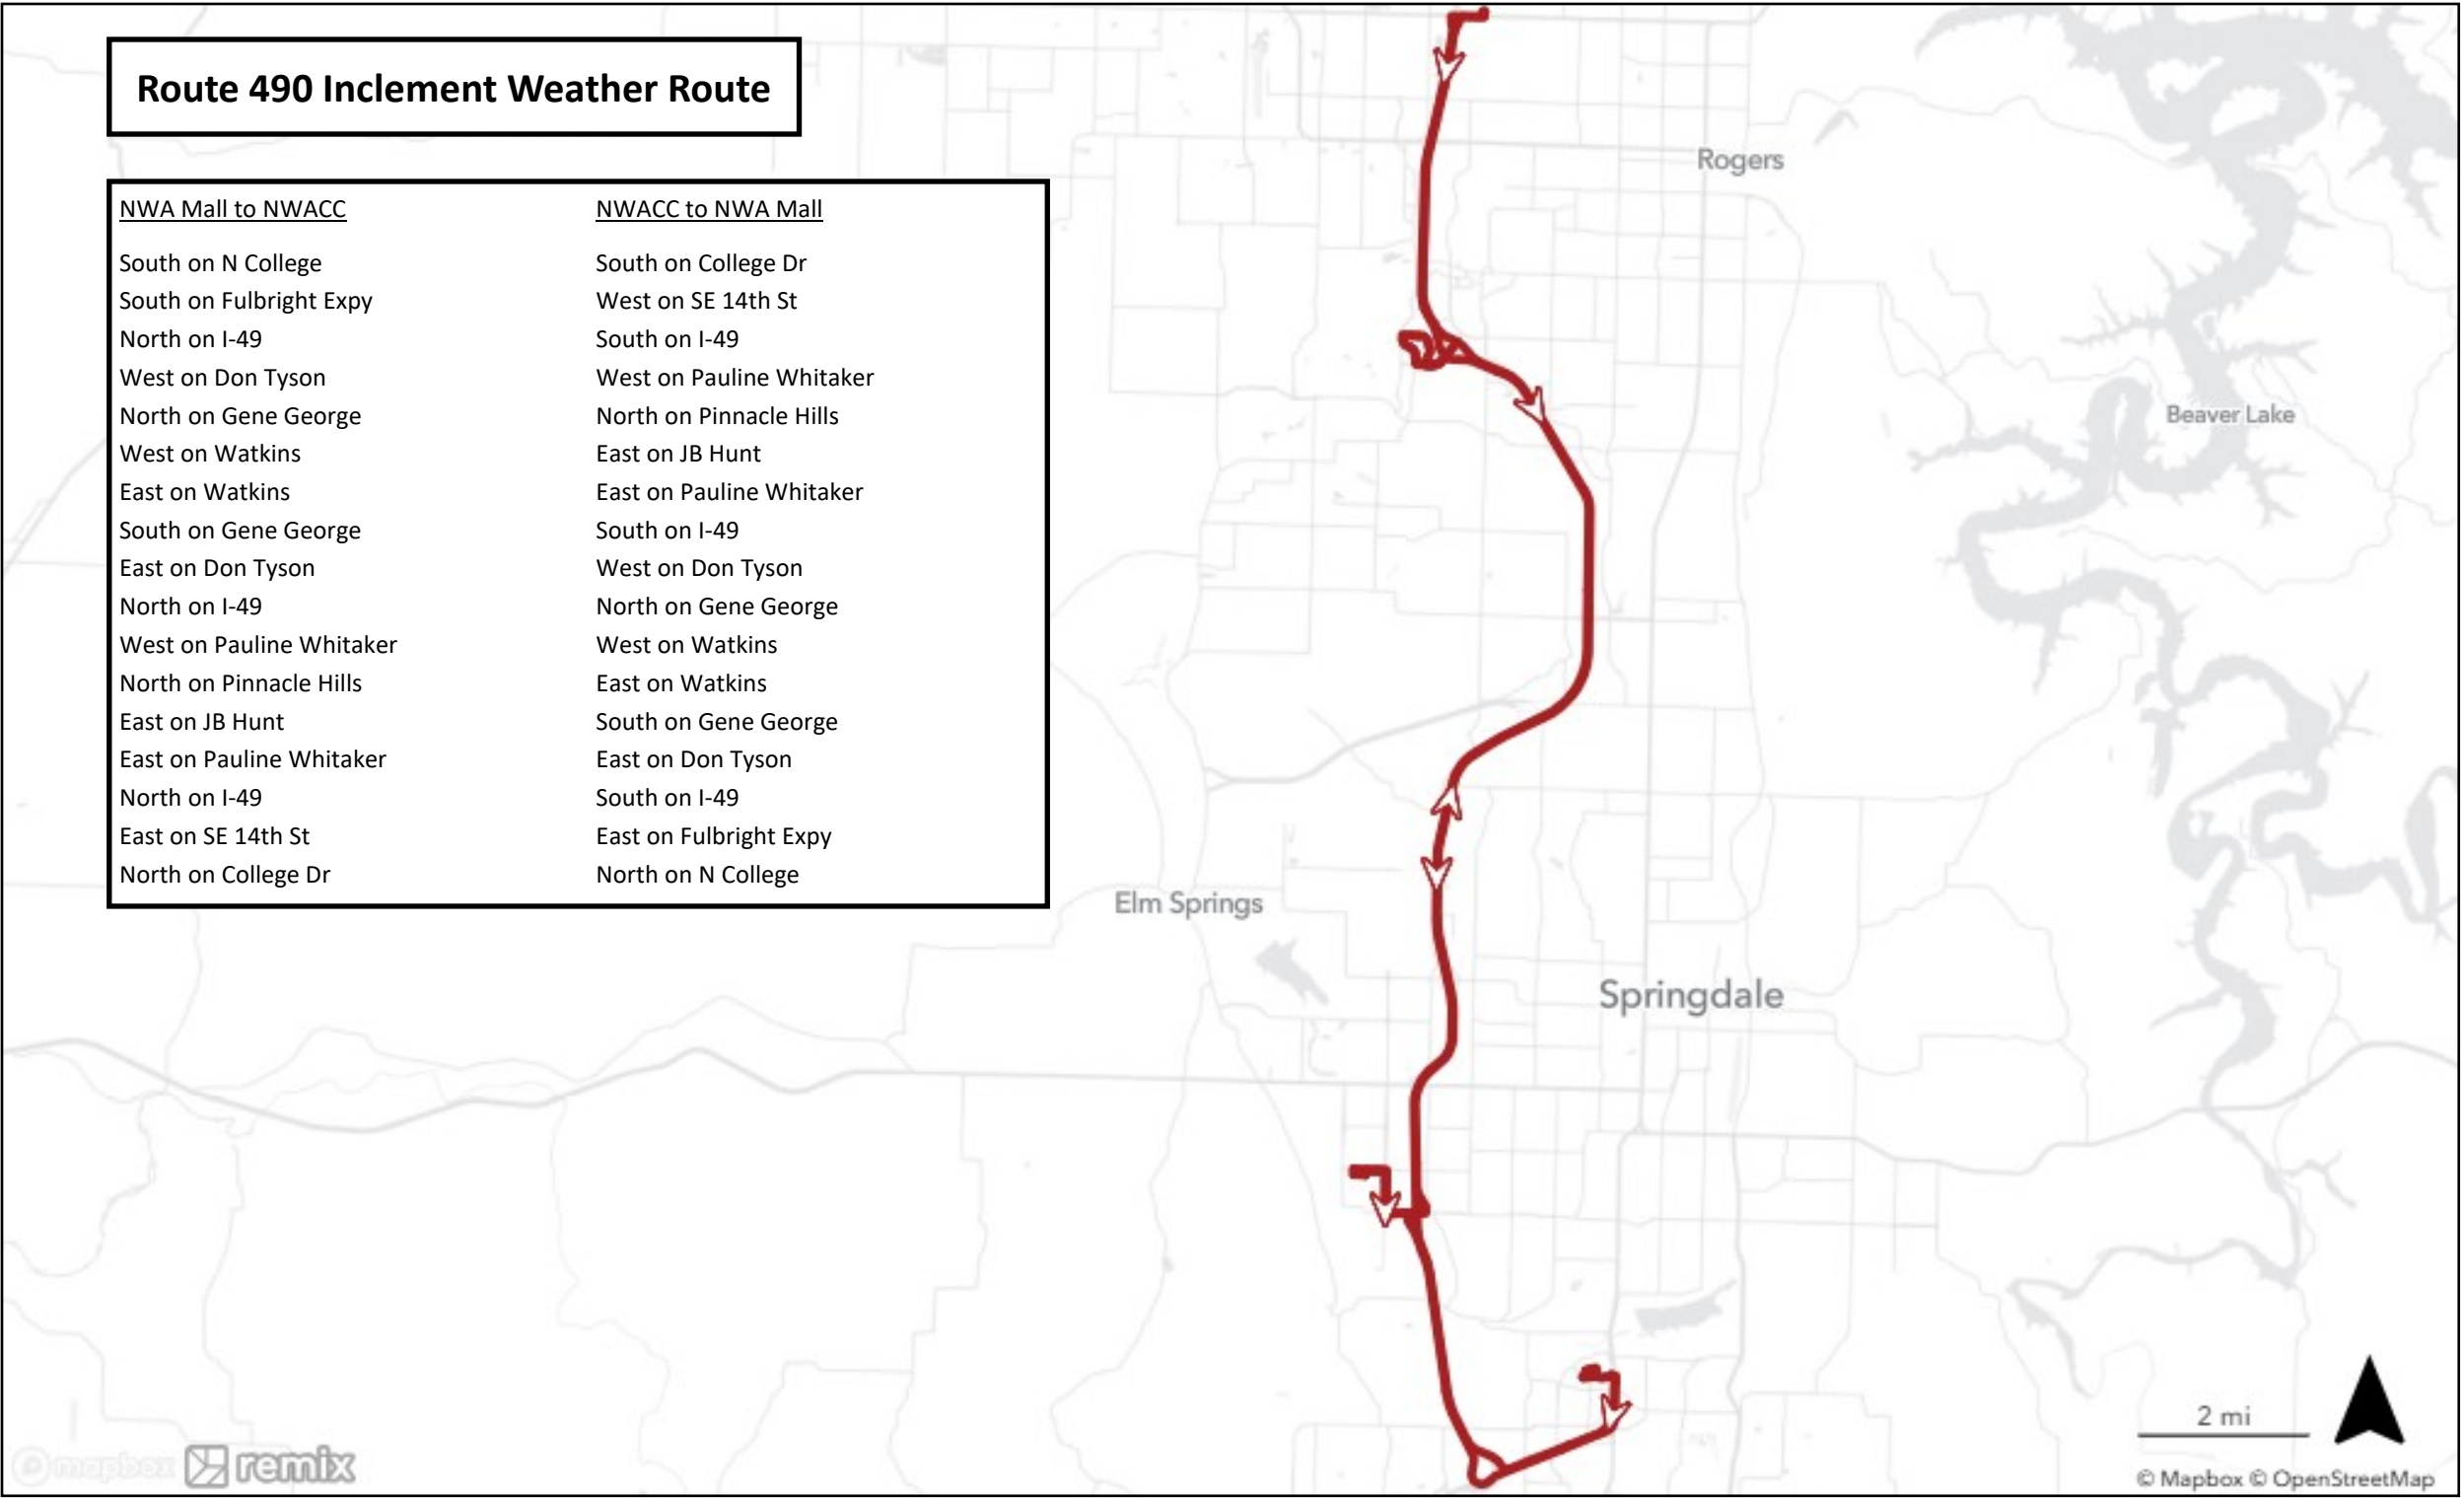 Route 490 Inclement Weather Route
NWA Mall to NWACC
South on N College
South on Fulbright Expy
North on I-49
West on Don Tyson
North on Gene George
West on Watkins
East on Watkins
South on Gene George
East on Don Tyson
North on I-49
West on Pauline Whitaker
North on Pinnacle Hills
East on JB Hunt
East on Pauline Whitaker
North on I-49
East on SE 14th St
North on College Dr
NWACC to NWA Mall
South on College Dr
West on SE 14th St
South on I-49
West on Pauline Whitaker
North on Pinnacle Hills
East on JB Hunt
East on Pauline Whitaker
South on I-49
West on Don Tyson
North on Gene George
West on Watkins
East on Watkins
South on Gene George
East on Don Tyson
South on I-49
East on Fulbright Expy
North on N College
Rogers
Beaver Lake
Elm Springs
Springdale
2 mi
mapbox remix
© Mapbox © OpenStreetMap